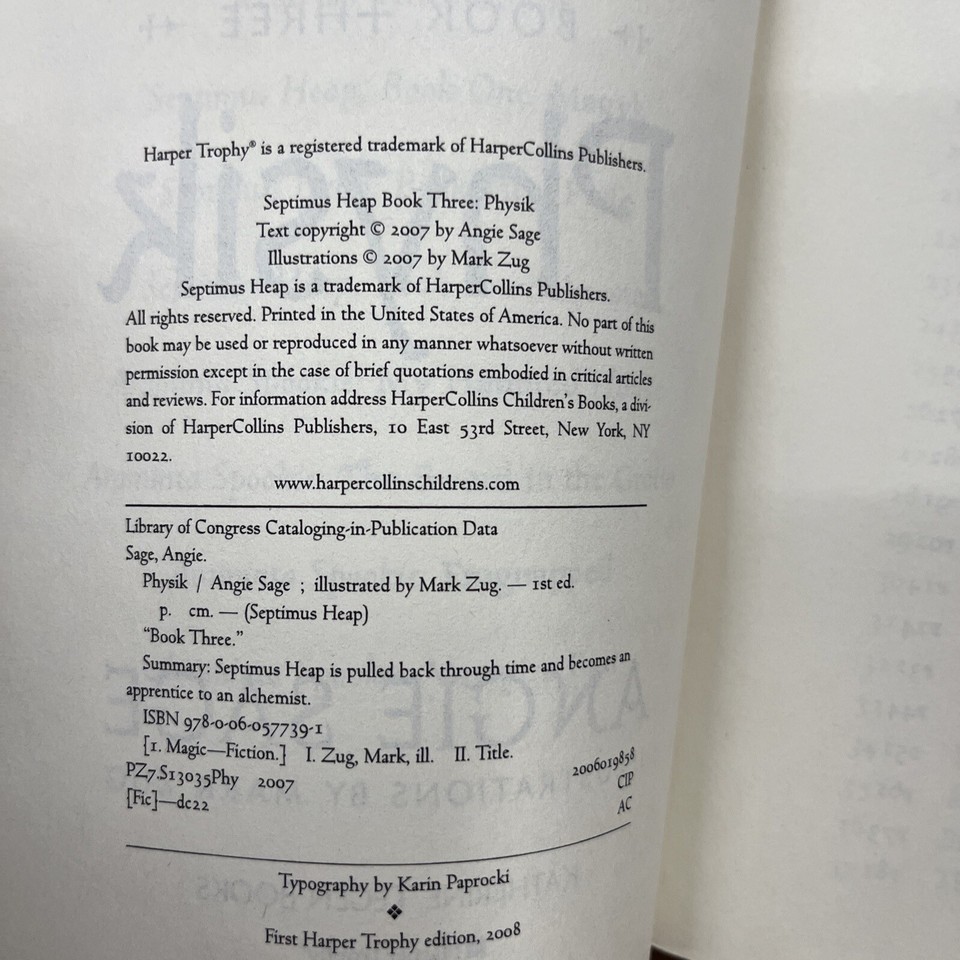 Harper Trophy® is a registered trademark of HarperCollins Publishers.
Septimus Heap Book Three: Physik
Text copyright © 2007 by Angie Sage
Illustrations © 2007 by Mark Zug
Septimus Heap is a trademark of HarperCollins Publishers.
All rights reserved. Printed in the United States of America. No part of this
book may be used or reproduced in any manner whatsoever without written
permission except in the case of brief quotations embodied in critical articles
and reviews. For information address HarperCollins Children's Books, a divi-
sion of HarperCollins Publishers, 10 East 53rd Street, New York, NY
10022.
www.harpercollinschildrens.com
Library of Congress Cataloging-in-Publication Data
Sage, Angie.
Physik / Angie Sage ; illustrated by Mark Zug. — 1st ed.
p. cm. — (Septimus Heap)
“Book Three.”
Summary: Septimus Heap is pulled back through time and becomes an
apprentice to an alchemist.
ISBN 978-0-06-057739-1
[1. Magic—Fiction.] I. Zug, Mark, ill. II. Title.
PZ7.S13035Phy 2007 2006019858
[Fic]—dc22 CIP
AC
Typography by Karin Paprocki
❖
First Harper Trophy edition, 2008